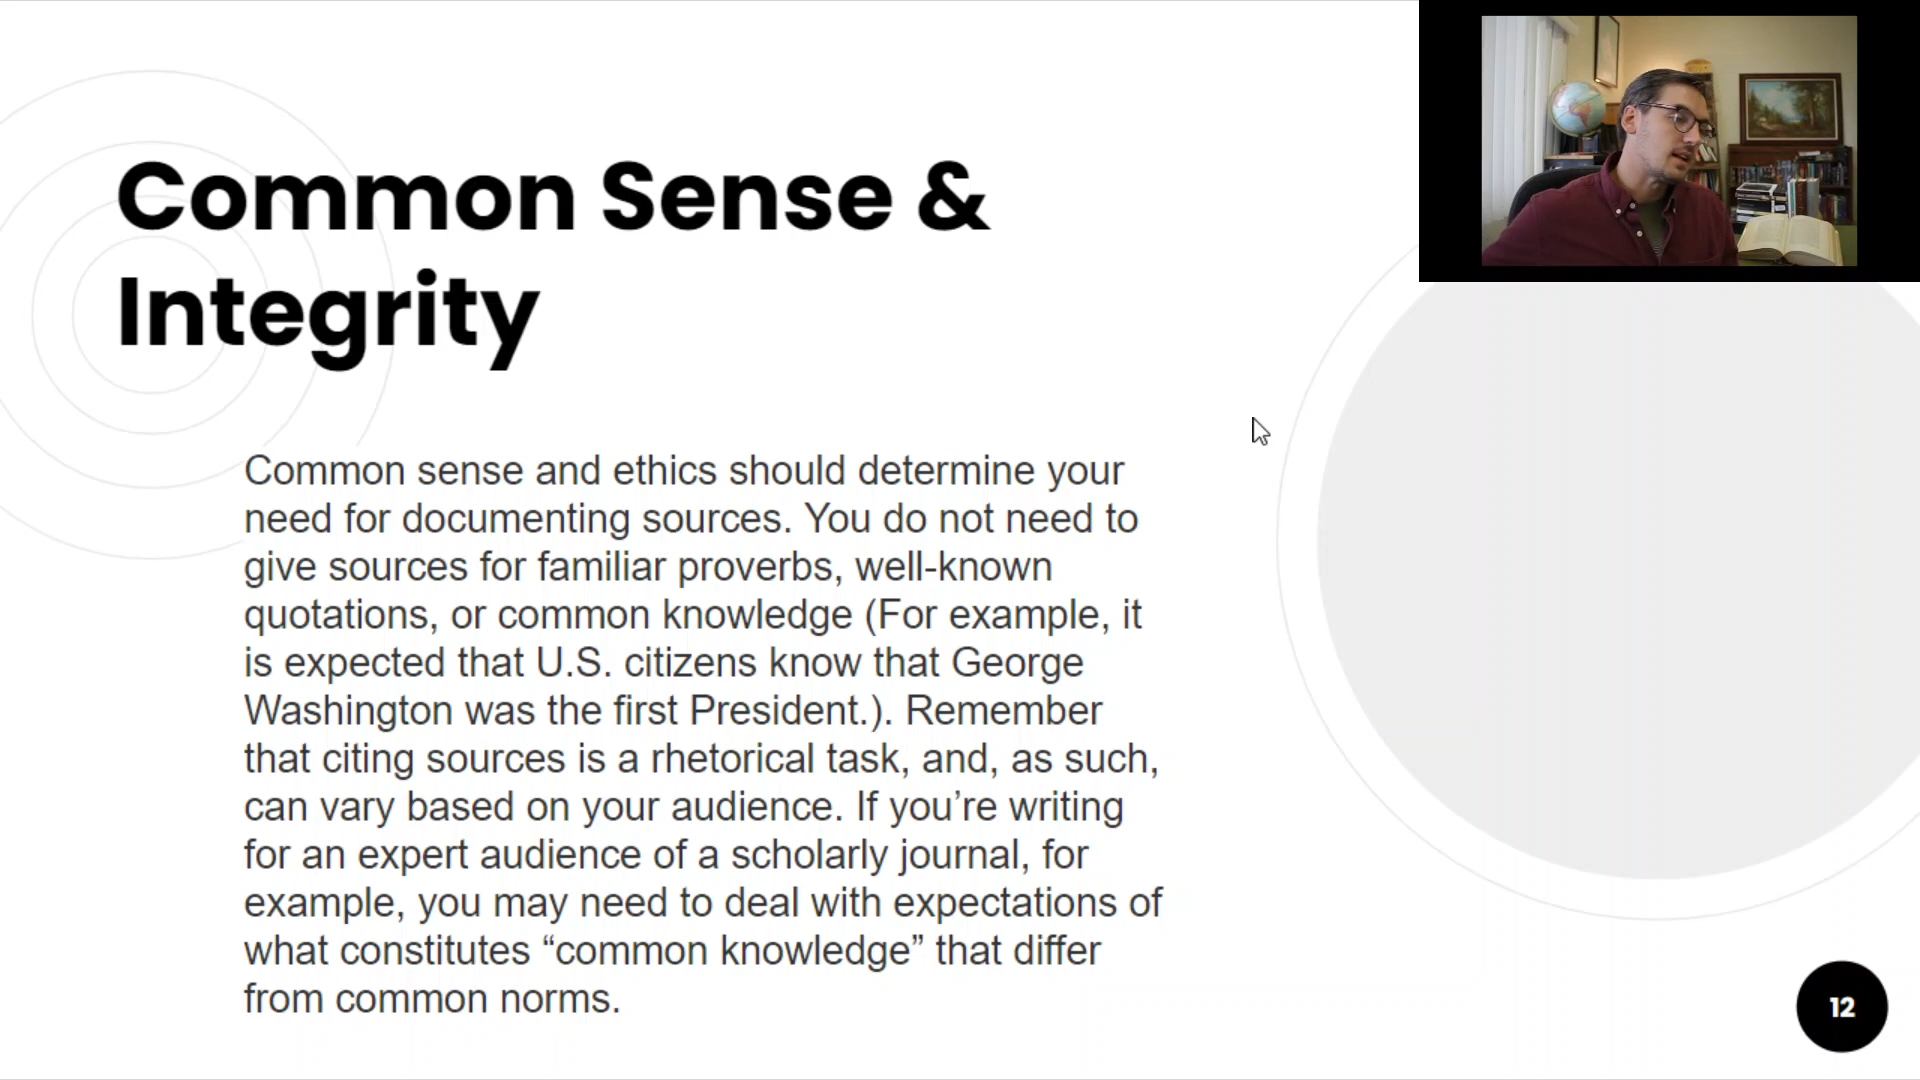 Common Sense &
Integrity
Common sense and ethics should determine your
need for documenting sources. You do not need to
give sources for familiar proverbs, well-known
quotations, or common knowledge (For example, it
is expected that U.S. citizens know that George
Washington was the first President.). Remember
that citing sources is a rhetorical task, and, as such,
can vary based on your audience. If you’re writing
for an expert audience of a scholarly journal, for
example, you may need to deal with expectations of
what constitutes “common knowledge” that differ
from common norms.
12